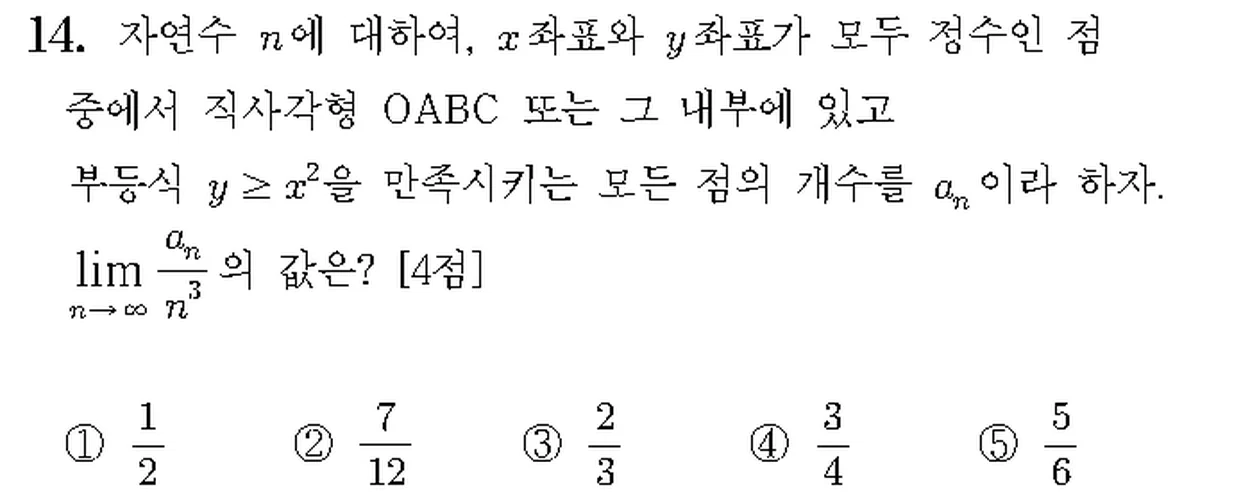 14. 자연수 n에 대하여, x좌표와 y좌표가 모두 정수인 점
중에서 직사각형 OABC 또는 그 내부에 있고
부등식 y ≥ x²을 만족시키는 모든 점의 개수를 aₙ이라 하자.
lim_{n→∞} aₙ/n³의 값은? [4점]
① 1/2 ② 7/12 ③ 2/3 ④ 3/4 ⑤ 5/6